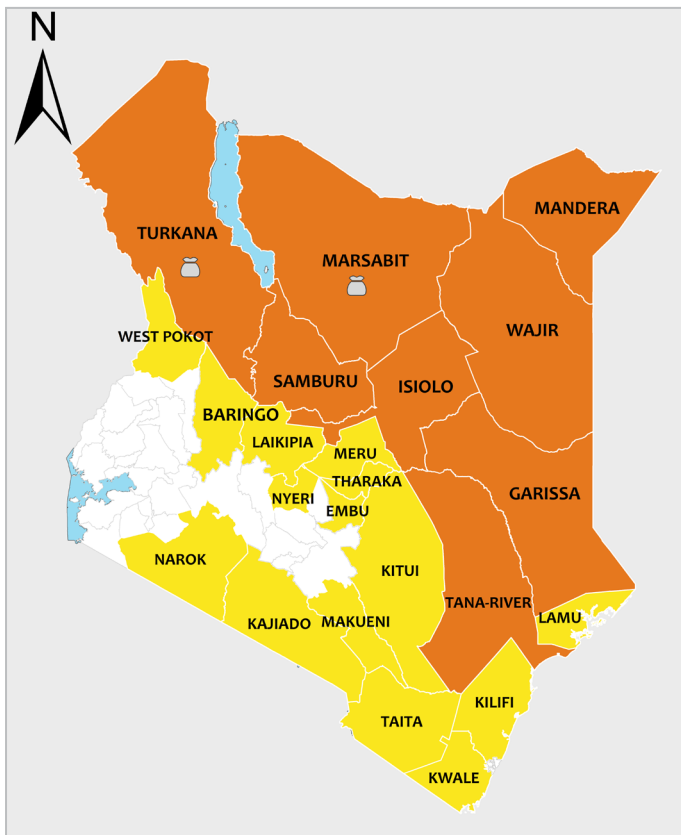 N
MANDERA
TURKANA
MARSABIT
WAJIR
WEST POKOT
SAMBURU
ISIOLO
BARINGO
LAIKIPIA
MERU
THARAKA
NYERI
GARISSA
EMBU
NAROK
KITUI
TANA-RIVER
LAMU
KAJIADO
MAKUENI
KILIFI
TAITA
KWALE